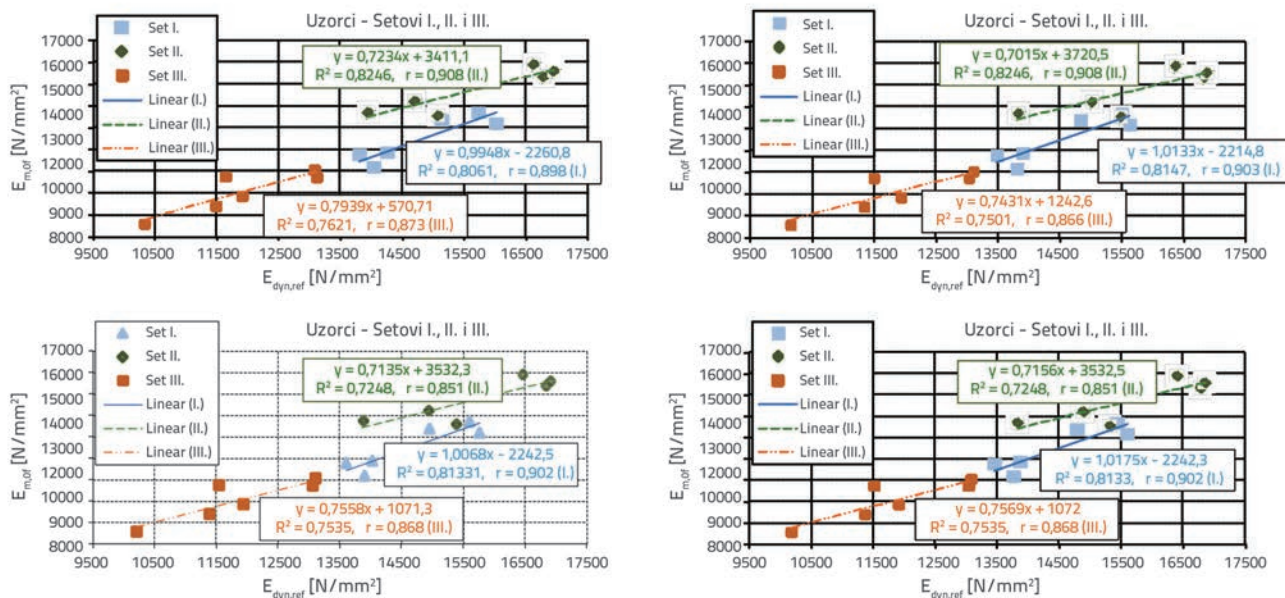 Uzorci - Setovi I., II. i III.
Set I.
Set II.
Set III.
Linear (I.)
Linear (II.)
Linear (III.)
y = 0,7234x + 3411,1
R² = 0,8246, r = 0,908 (II.)
y = 0,9948x - 2260,8
R² = 0,8061, r = 0,898 (I.)
y = 0,7939x + 570,71
R² = 0,7621, r = 0,873 (III.)
17000
16000
15000
14000
13000
12000
11000
10000
9000
8000
Em,0f [N/mm²]
9500 10500 11500 12500 13500 14500 15500 16500 17500
Edyn,ref [N/mm²]
Uzorci - Setovi I., II. i III.
Set I.
Set II.
Set III.
Linear (I.)
Linear (II.)
Linear (III.)
y = 0,7015x + 3720,5
R² = 0,8246, r = 0,908 (II.)
y = 1,0133x - 2214,8
R² = 0,8147, r = 0,903 (I.)
y = 0,7431x + 1242,6
R² = 0,7501, r = 0,866 (III.)
17000
16000
15000
14000
13000
12000
11000
10000
9000
8000
Em,0f [N/mm²]
9500 10500 11500 12500 13500 14500 15500 16500 17500
Edyn,ref [N/mm²]
Uzorci - Setovi I., II. i III.
Set I.
Set II.
Set III.
Linear (I.)
Linear (II.)
Linear (III.)
y = 0,7135x + 3532,3
R² = 0,7248, r = 0,851 (II.)
y = 1,0068x - 2242,5
R² = 0,81331, r = 0,902 (I.)
y = 0,7558x + 1071,3
R² = 0,7535, r = 0,868 (III.)
17000
16000
15000
14000
13000
12000
11000
10000
9000
8000
Em,0f [N/mm²]
9500 10500 11500 12500 13500 14500 15500 16500 17500
Edyn,ref [N/mm²]
Uzorci - Setovi I., II. i III.
Set I.
Set II.
Set III.
Linear (I.)
Linear (II.)
Linear (III.)
y = 0,7156x + 3532,5
R² = 0,7248, r = 0,851 (II.)
y = 1,0175x - 2242,3
R² = 0,8133, r = 0,902 (I.)
y = 0,7569x + 1072
R² = 0,7535, r = 0,868 (III.)
17000
16000
15000
14000
13000
12000
11000
10000
9000
8000
Em,0f [N/mm²]
9500 10500 11500 12500 13500 14500 15500 16500 17500
Edyn,ref [N/mm²]